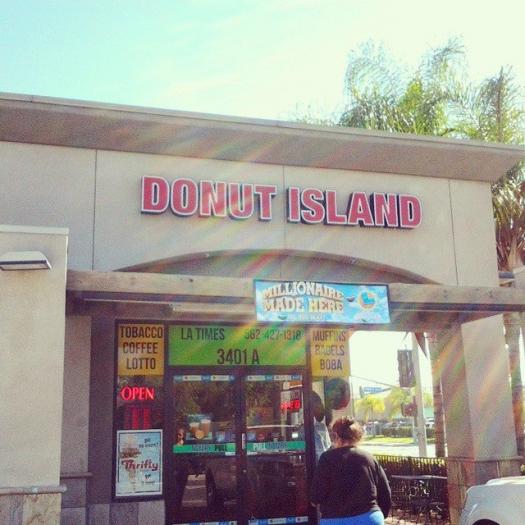 DONUT ISLAND
MILLIONAIRE
MADE HERE
TOBACCO
COFFEE
LOTTO
LA TIMES 562-427-1318
3401 A
MUFFINS
BAGELS
BOBA
OPEN
Thrifty
PULL